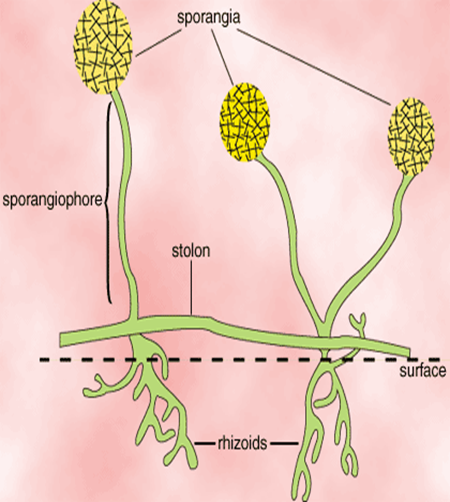 sporangia
sporangiophore
stolon
surface
rhizoids